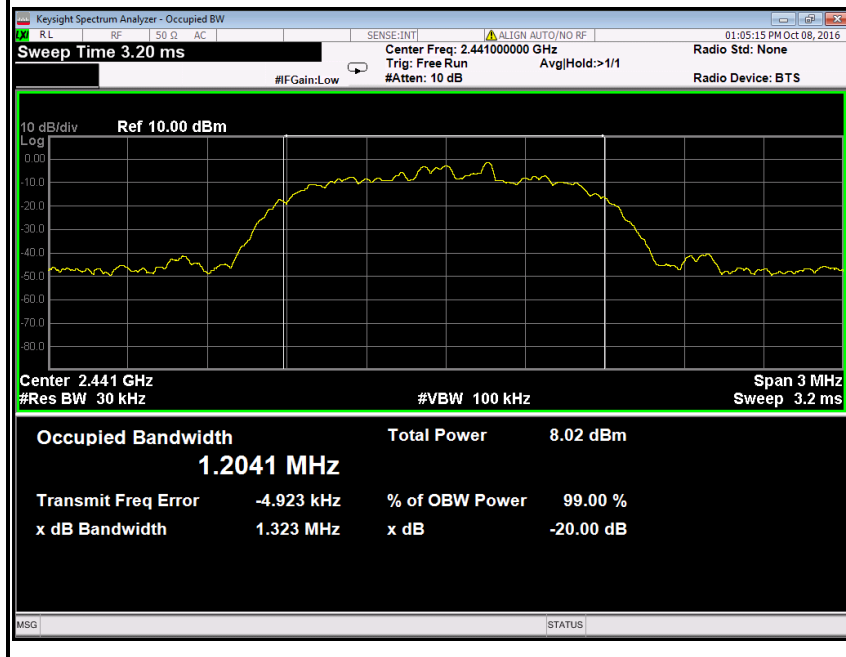 Keysight Spectrum Analyzer - Occupied BW
LXI RL RF 50 Ω AC SENSE:INT ALIGN AUTO/NO RF 01:05:15 PM Oct 08, 2016
Sweep Time 3.20 ms Center Freq: 2.441000000 GHz Radio Std: None
Trig: Free Run Avg|Hold:>1/1
#IFGain:Low #Atten: 10 dB Radio Device: BTS
10 dB/div Ref 10.00 dBm
Log
0.00
-10.0
-20.0
-30.0
-40.0
-50.0
-60.0
-70.0
-80.0
Center 2.441 GHz Span 3 MHz
#Res BW 30 kHz #VBW 100 kHz Sweep 3.2 ms
Occupied Bandwidth Total Power 8.02 dBm
1.2041 MHz
Transmit Freq Error -4.923 kHz % of OBW Power 99.00 %
x dB Bandwidth 1.323 MHz x dB -20.00 dB
MSG STATUS